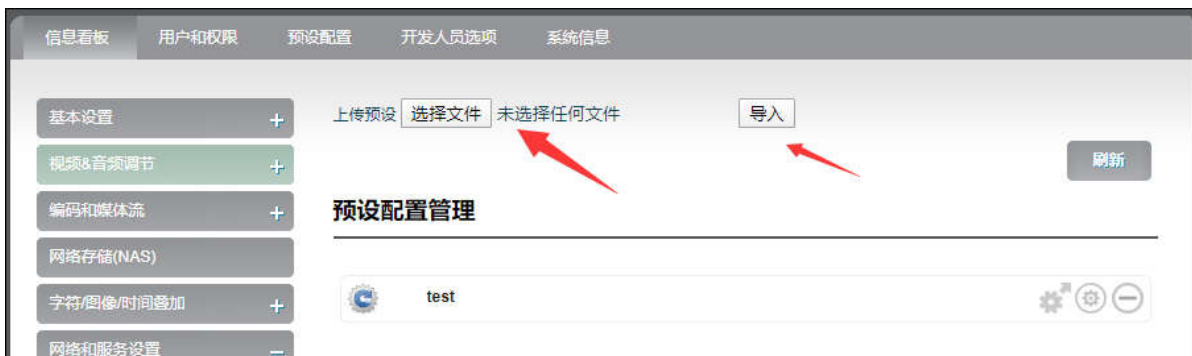 信息看板 用户和权限 预设配置 开发人员选项 系统信息
基本设置 +
视频&音频调节 +
编码和媒体流 +
网络存储(NAS)
字符/图像/时间叠加 +
网络和服务设置 −
上传预设 选择文件 未选择任何文件 导入
刷新
预设配置管理
test